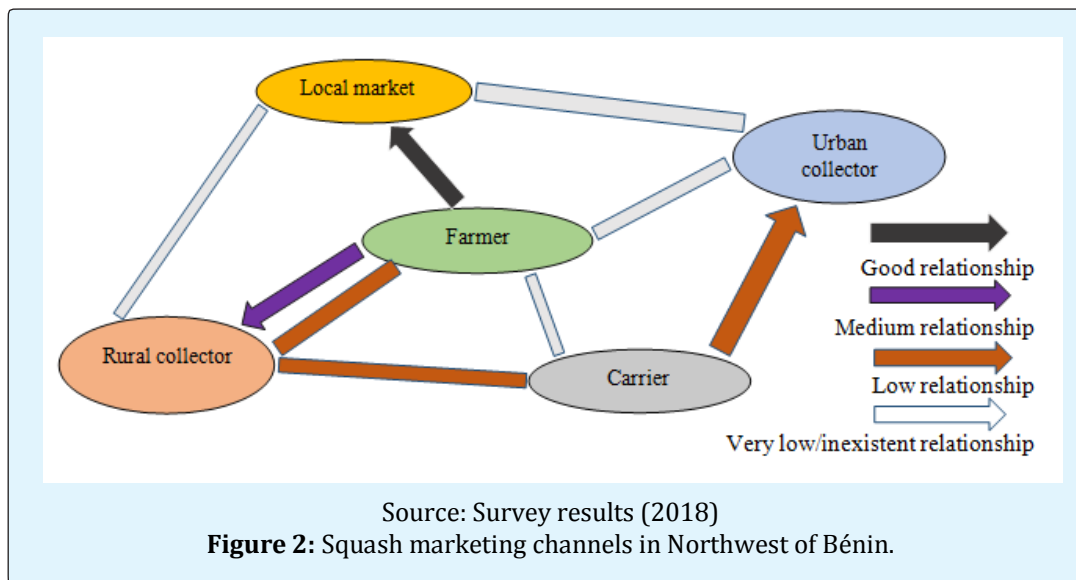 Local market
Urban
collector
Farmer
Rural collector
Carrier
Good relationship
Medium relationship
Low relationship
Very low/inexistent relationship
Source: Survey results (2018)
Figure 2: Squash marketing channels in Northwest of Bénin.